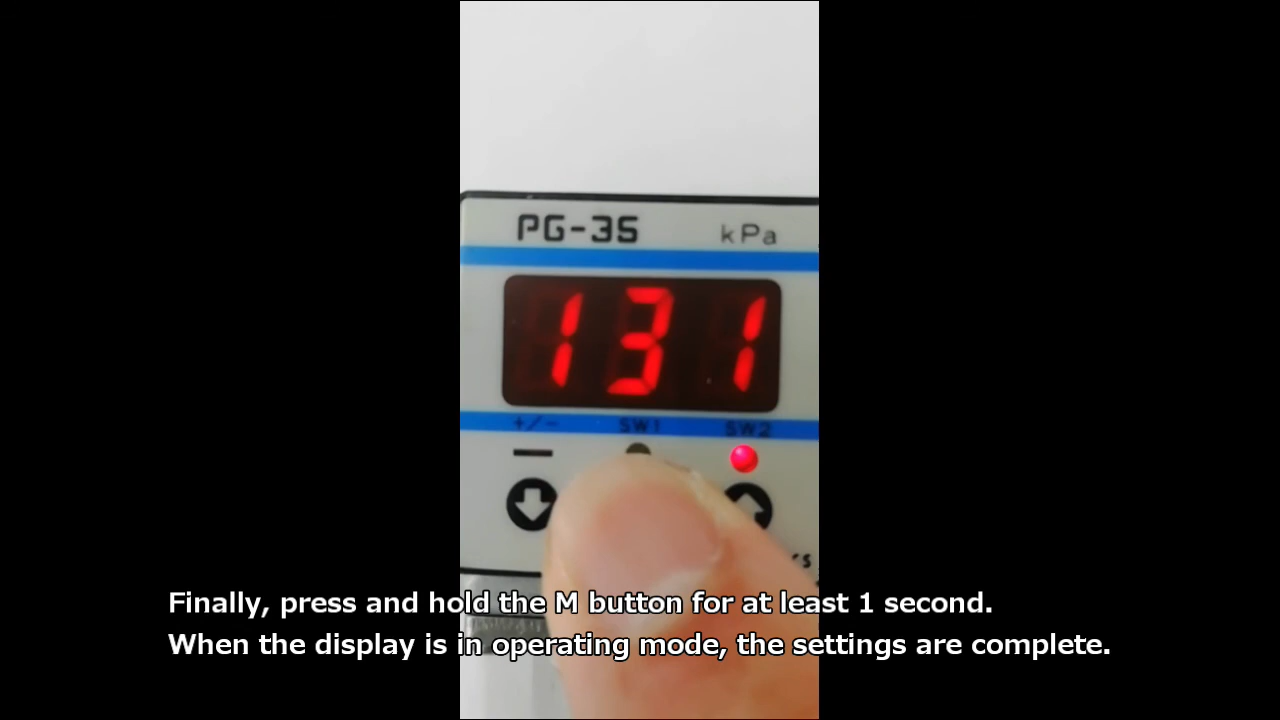 PG-35 kPa
131
+/- SW1 SW2
Finally, press and hold the M button for at least 1 second.
When the display is in operating mode, the settings are complete.